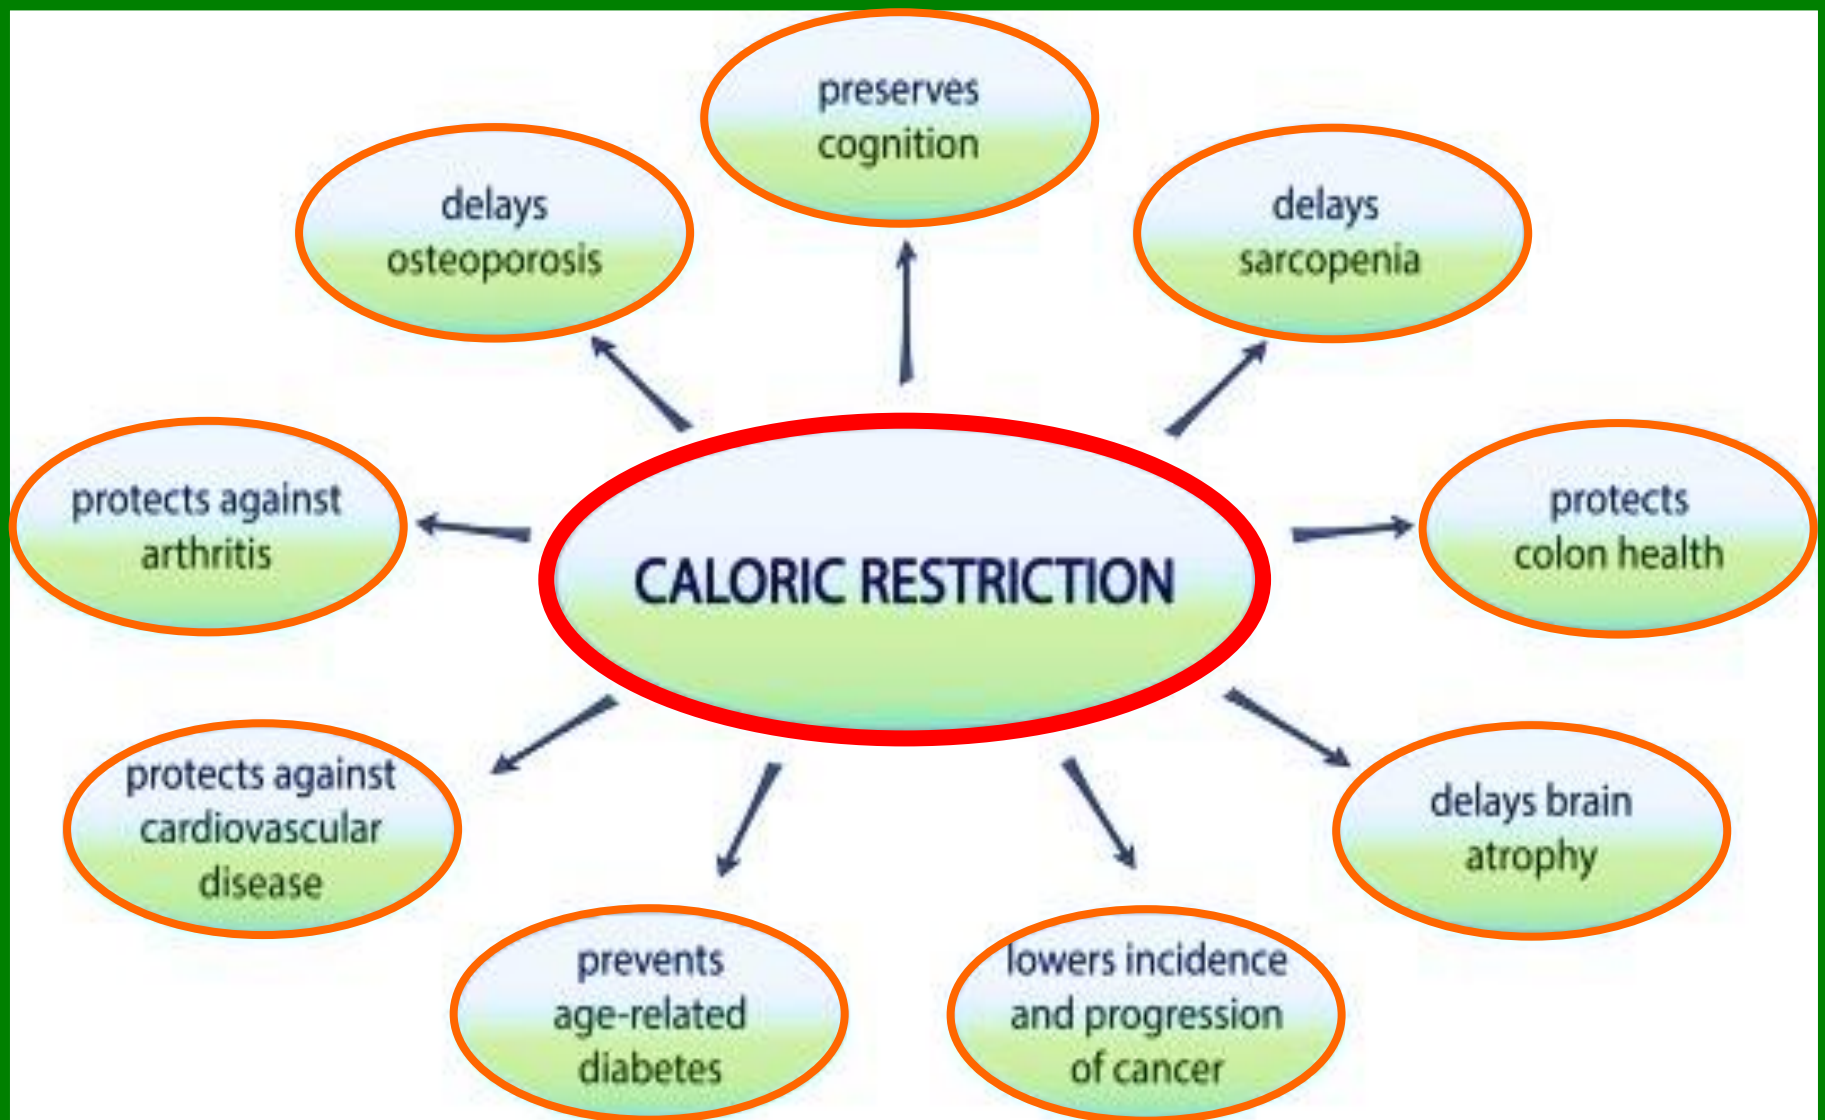 preserves
cognition
delays
osteoporosis
delays
sarcopenia
protects against
arthritis
CALORIC RESTRICTION
protects
colon health
protects against
cardiovascular
disease
delays brain
atrophy
prevents
age-related
diabetes
lowers incidence
and progression
of cancer